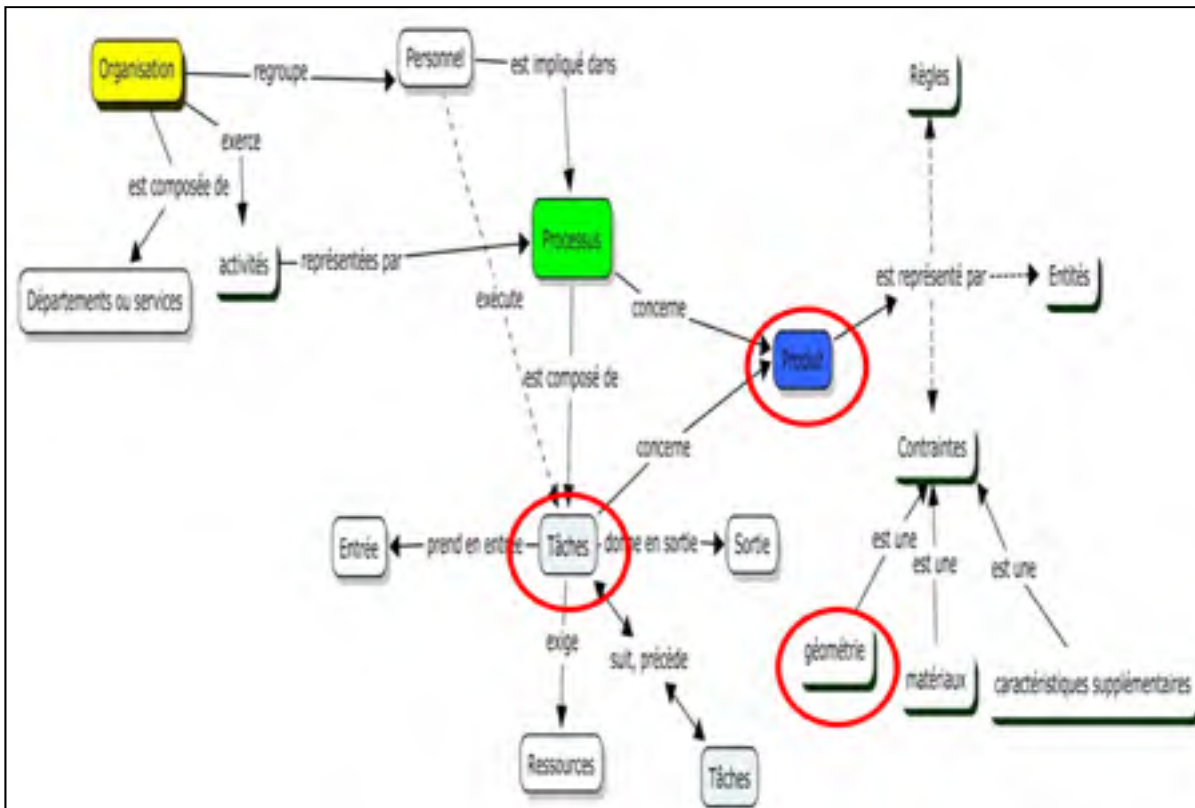 Organisation
regroupe
Personnel
est impliqué dans
Règles
exerce
est composée de
Processus
activités
représentées par
Départements ou services
exécute
concerne
est représenté par
Entités
Produit
est composé de
concerne
Contraintes
Entrée
prend en entrée
Tâches
donne en sortie
Sortie
est une
est une
est une
exige
suit, précède
géométrie
matériaux
caractéristiques supplémentaires
Ressources
Tâches